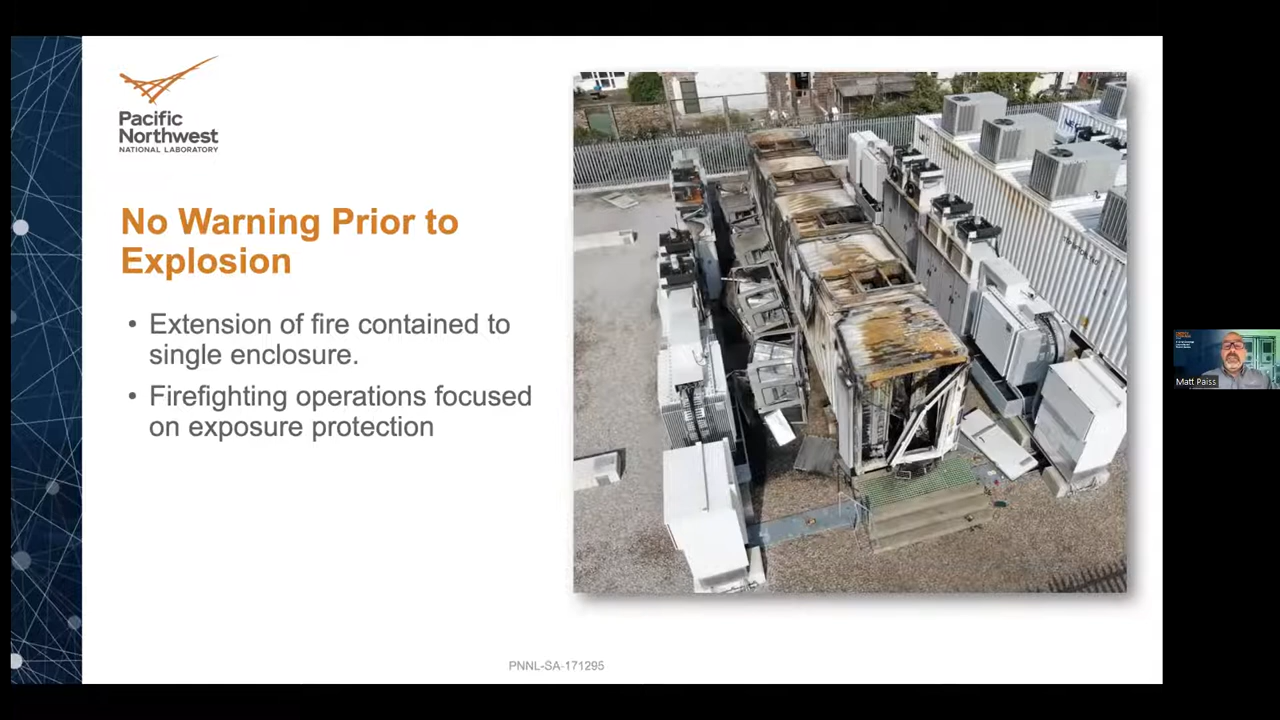 Pacific
Northwest
NATIONAL LABORATORY
No Warning Prior to
Explosion
• Extension of fire contained to
single enclosure.
• Firefighting operations focused
on exposure protection
PNNL-SA-171295
Matt Paiss